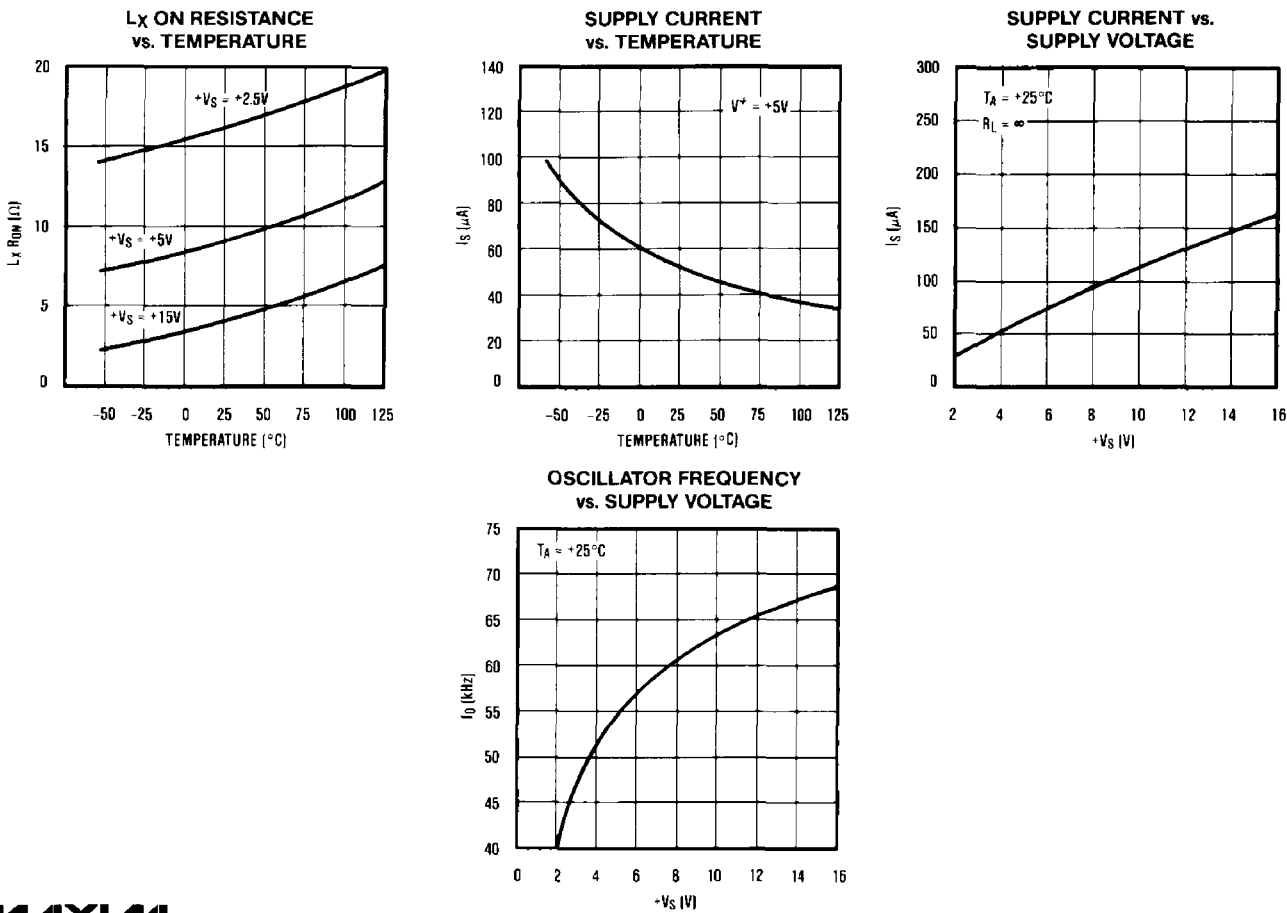 LX ON RESISTANCE
vs. TEMPERATURE
20
15
10
5
0
LX RON (Ω)
+VS = +2.5V
+VS = +5V
+VS = +15V
-50 -25 0 25 50 75 100 125
TEMPERATURE (°C)
SUPPLY CURRENT
vs. TEMPERATURE
140
120
100
80
60
40
20
0
IS (μA)
V+ = +5V
-50 -25 0 25 50 75 100 125
TEMPERATURE (°C)
SUPPLY CURRENT vs.
SUPPLY VOLTAGE
300
250
200
150
100
50
0
IS (μA)
TA = +25°C
RL = ∞
2 4 6 8 10 12 14 16
+VS (V)
OSCILLATOR FREQUENCY
vs. SUPPLY VOLTAGE
75
70
65
60
55
50
45
40
fO (kHz)
TA = +25°C
0 2 4 6 8 10 12 14 16
+VS (V)